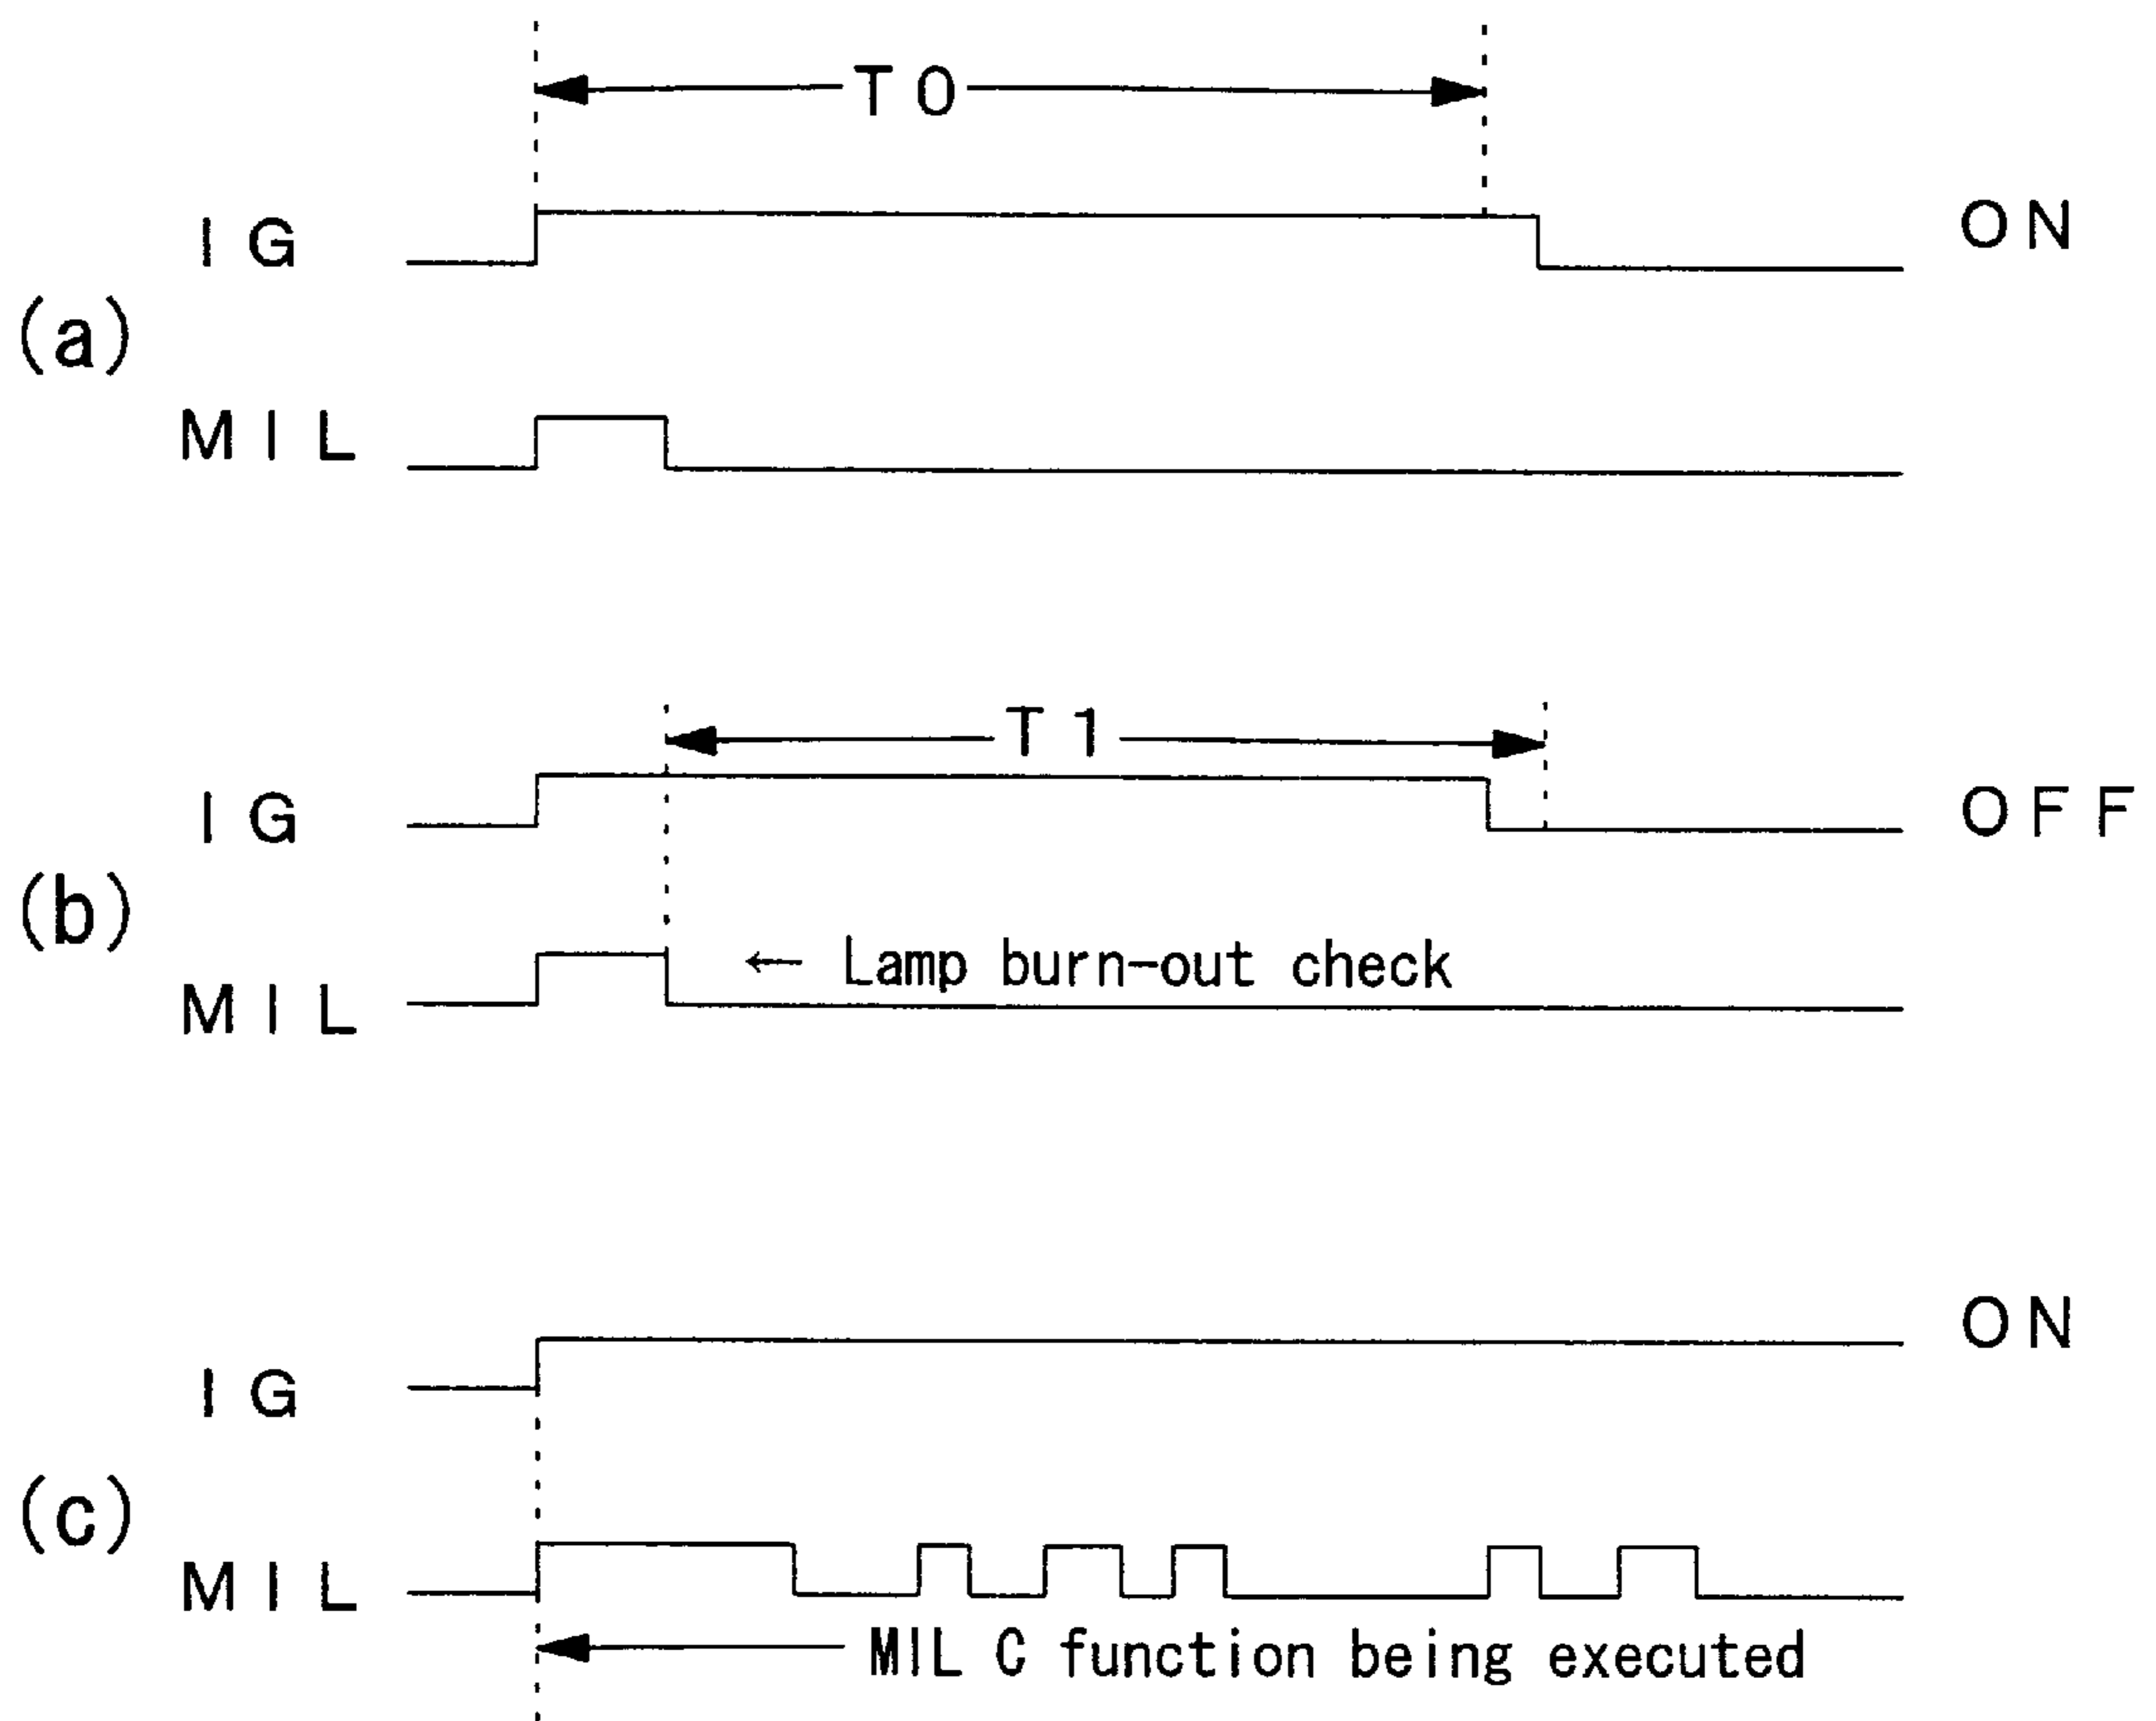 T0
IG
ON
(a)
MIL
T1
IG
OFF
(b)
← Lamp burn-out check
MIL
ON
IG
(c)
MIL
MIL C function being executed